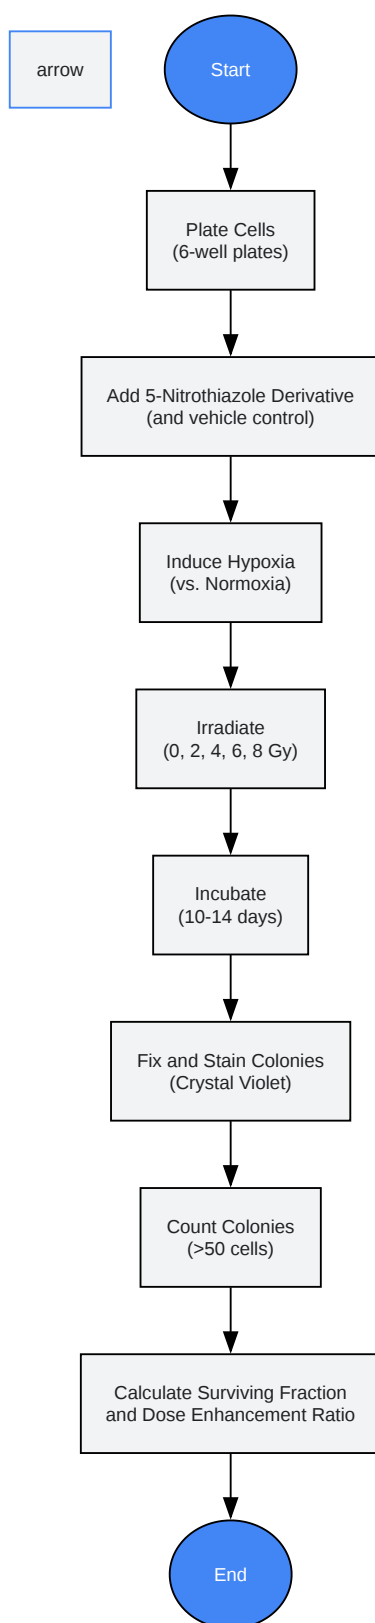 arrow
Start
Plate Cells
(6-well plates)
Add 5-Nitrothiazole Derivative
(and vehicle control)
Induce Hypoxia
(vs. Normoxia)
Irradiate
(0, 2, 4, 6, 8 Gy)
Incubate
(10-14 days)
Fix and Stain Colonies
(Crystal Violet)
Count Colonies
(>50 cells)
Calculate Surviving Fraction
and Dose Enhancement Ratio
End